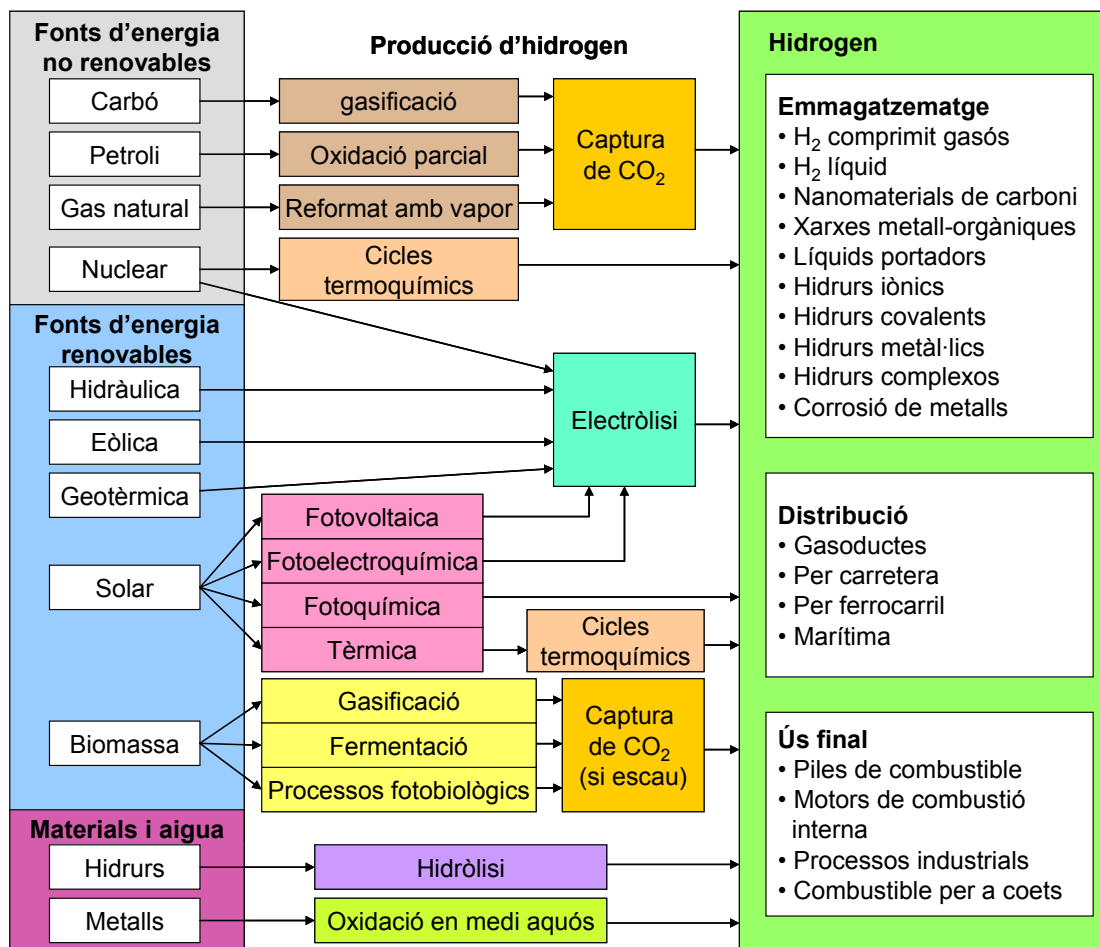 Fonts d’energia
no renovables
Carbó
Petroli
Gas natural
Nuclear
Fonts d’energia
renovables
Hidràulica
Eòlica
Geotèrmica
Solar
Biomassa
Materials i aigua
Hidrurs
Metalls
Producció d’hidrogen
gasificació
Oxidació parcial
Reformat amb vapor
Captura
de CO₂
Cicles
termoquímics
Electròlisi
Fotovoltaica
Fotoelectroquímica
Fotoquímica
Tèrmica
Cicles
termoquímics
Gasificació
Fermentació
Processos fotobiològics
Captura
de CO₂
(si escau)
Hidròlisi
Oxidació en medi aquós
Hidrogen
Emmagatzematge
• H₂ comprimit gasós
• H₂ líquid
• Nanomaterials de carboni
• Xarxes metall-orgàniques
• Líquids portadors
• Hidrurs iònics
• Hidrurs covalents
• Hidrurs metàl·lics
• Hidrurs complexos
• Corrosió de metalls
Distribució
• Gasoductes
• Per carretera
• Per ferrocarril
• Marítima
Ús final
• Piles de combustible
• Motors de combustió
interna
• Processos industrials
• Combustible per a coets